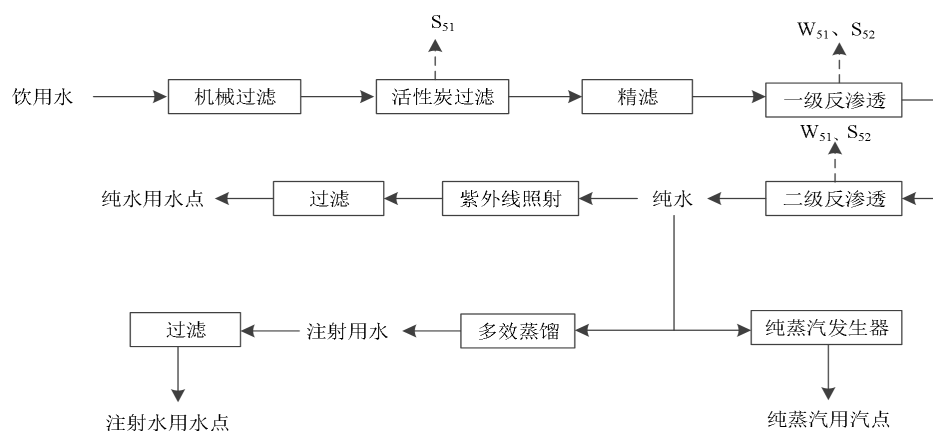 S51
W51、S52
饮用水
机械过滤
活性炭过滤
精滤
一级反渗透
W51、S52
纯水用水点
过滤
紫外线照射
纯水
二级反渗透
过滤
注射用水
多效蒸馏
纯蒸汽发生器
注射水用水点
纯蒸汽用汽点